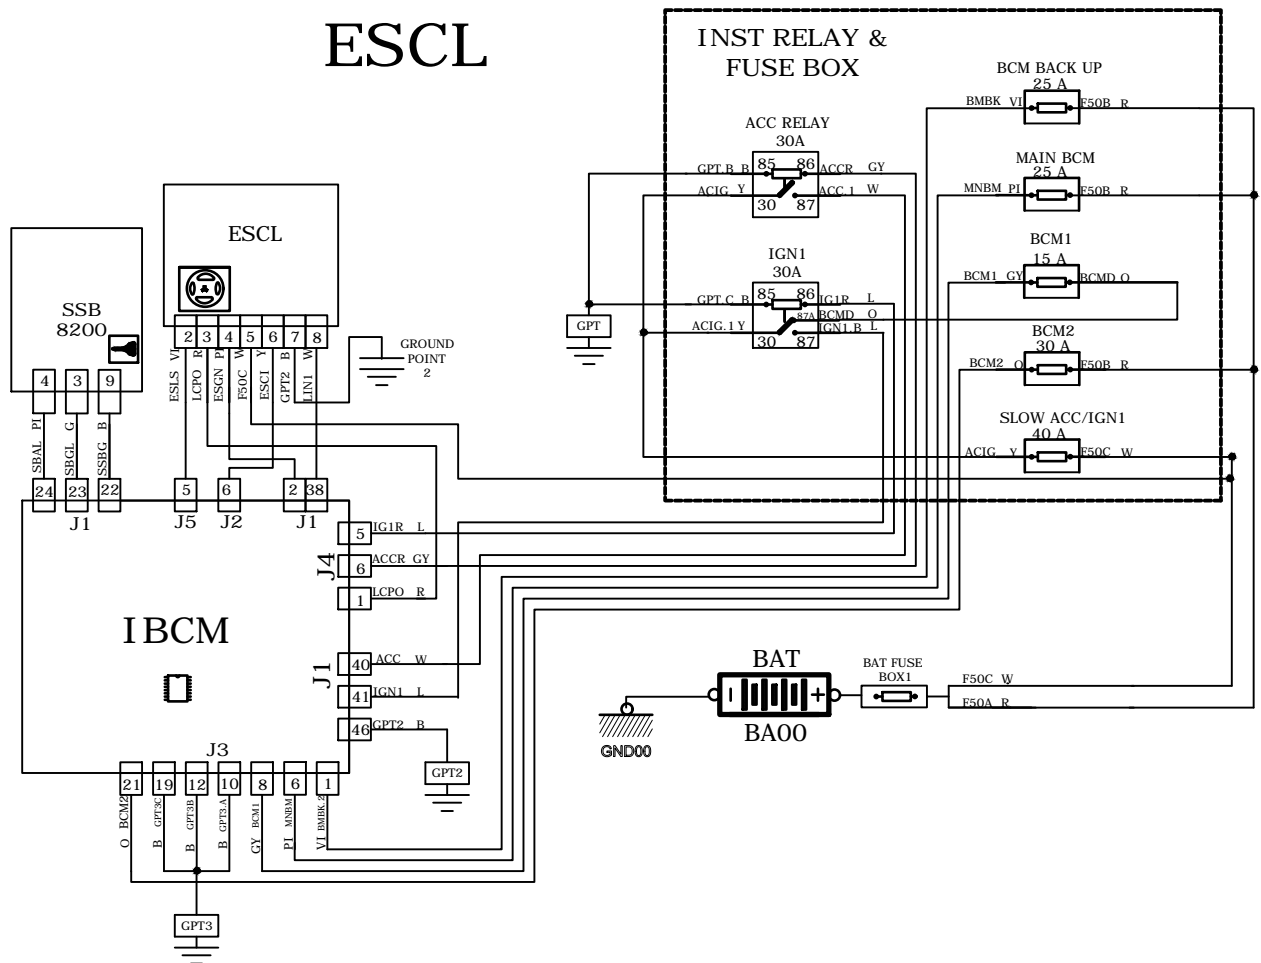 ESCL
INST RELAY &
FUSE BOX
BCM BACK UP
25 A
BMBK VI
F50B R
ACC RELAY
30A
85 86
GPT.B B
ACCR GY
ACIG Y
ACC.1 W
30 87
MAIN BCM
25 A
MNBM PI
F50B R
IGN1
30A
85 86
GPT.C B
IG1R L
87A BCMD O
ACIG.1 Y
IGN1.B L
30 87
BCM1
15 A
BCM1 GY
BCMD O
BCM2
30 A
BCM2 O
F50B R
SLOW ACC/IGN1
40 A
ACIG Y
F50C W
GPT
ESCL
2 3 4 5 6 7 8
ESLS VI
LCPO R
ESGN PI
F50C W
ESCI Y
GPT2 B
LIN1 W
GROUND
POINT
2
SSB
8200
4 3 9
SBAL PI
SBGL G
SSBG B
24 23 22
J1
5
J5
6
J2
2 38
J1
IBCM
J4
5 IG1R L
6 ACCR GY
1 LCPO R
J1
40 ACC W
41 IGN1 L
46 GPT2 B
GPT2
J3
21 19 12 10 8 6 1
O BCM2
B GPT3C
B GPT3B
B GPT3.A
GY BCM1
PI MNBM
VI BMBK.2
GPT3
BAT
- +
BA00
GND00
BAT FUSE
BOX1
F50C W
F50A R